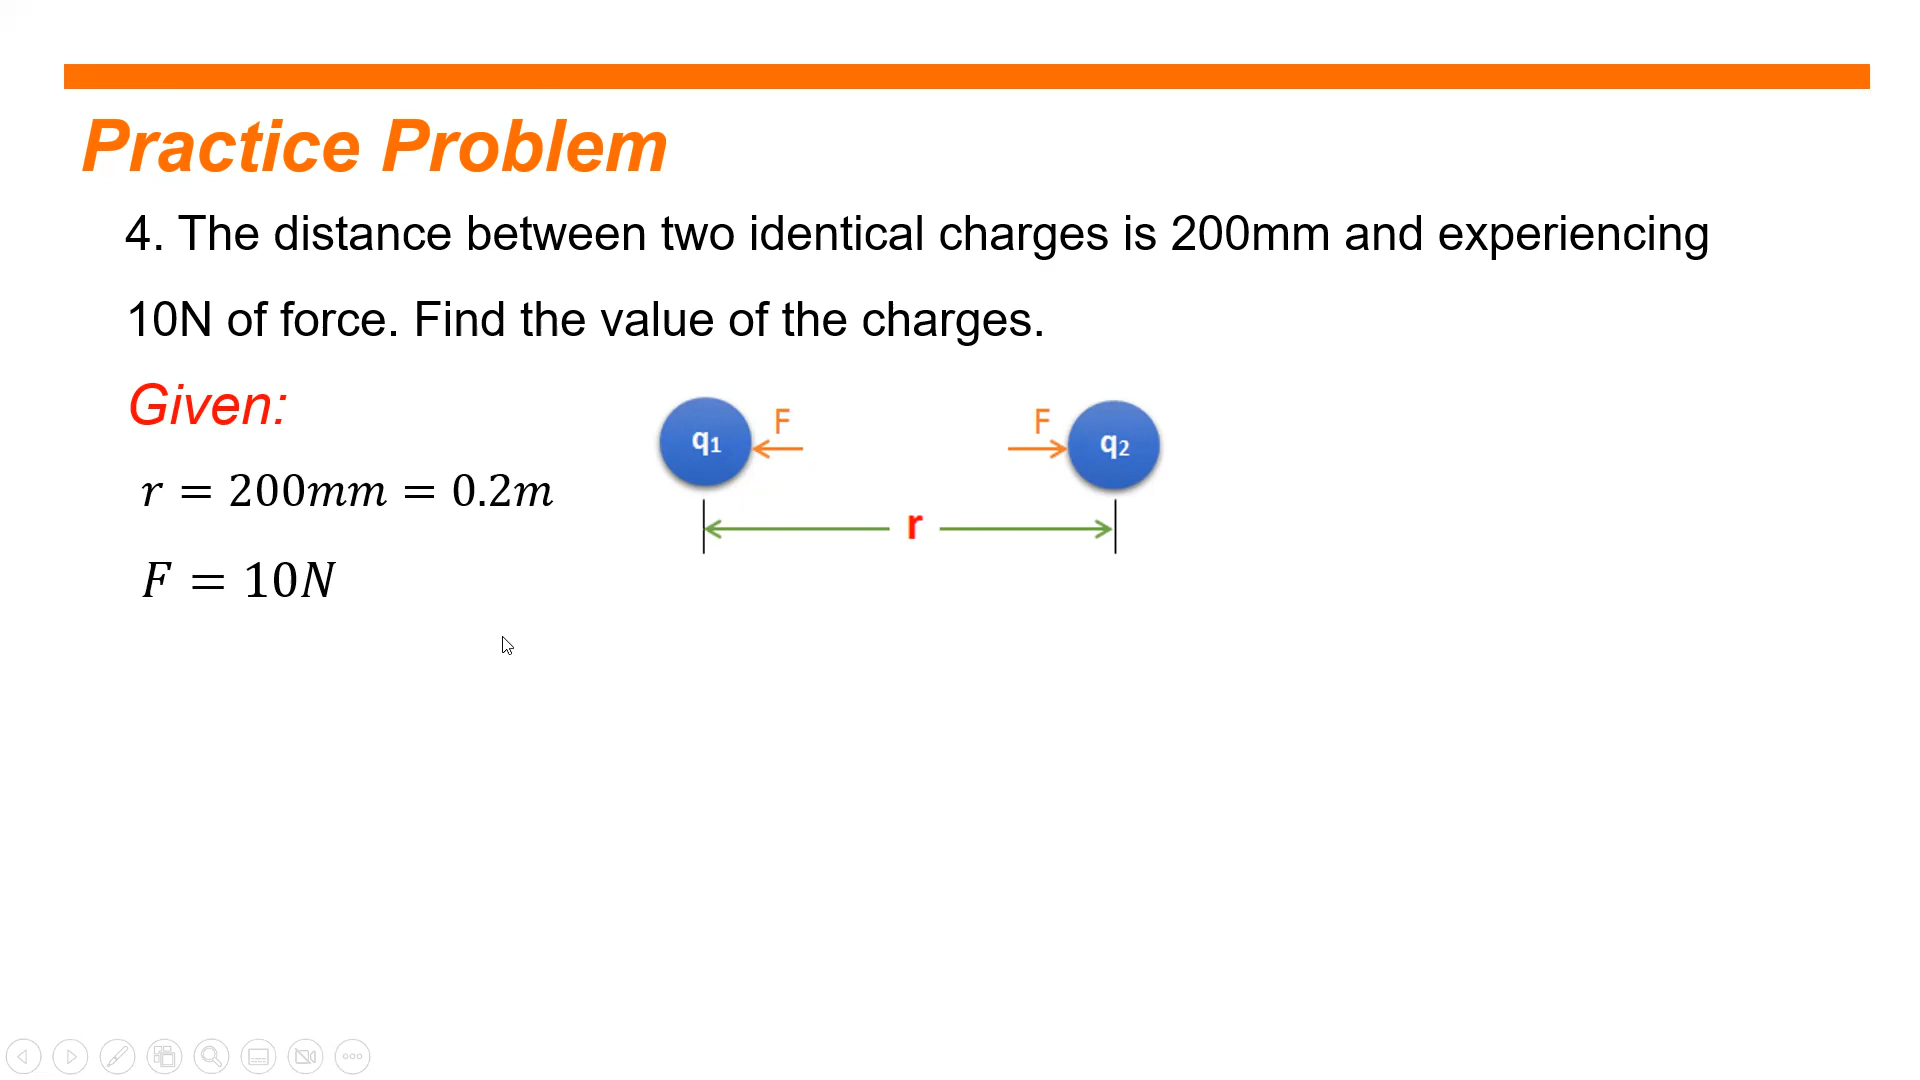 Practice Problem
4. The distance between two identical charges is 200mm and experiencing
10N of force. Find the value of the charges.
Given:
r = 200mm = 0.2m
F = 10N
F F
q₁ q₂
r